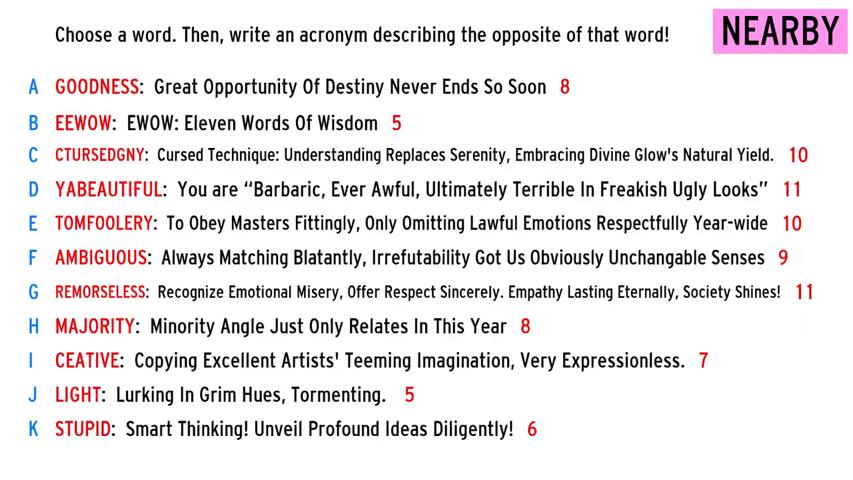 Choose a word. Then, write an acronym describing the opposite of that word!
NEARBY
A GOODNESS: Great Opportunity Of Destiny Never Ends So Soon 8
B EEWOW: EWOW: Eleven Words Of Wisdom 5
C CTURSEDGNY: Cursed Technique: Understanding Replaces Serenity, Embracing Divine Glow's Natural Yield. 10
D YABEAUTIFUL: You are “Barbaric, Ever Awful, Ultimately Terrible In Freakish Ugly Looks” 11
E TOMFOOLERY: To Obey Masters Fittingly, Only Omitting Lawful Emotions Respectfully Year-wide 10
F AMBIGUOUS: Always Matching Blatantly, Irrefutability Got Us Obviously Unchangable Senses 9
G REMORSELESS: Recognize Emotional Misery, Offer Respect Sincerely. Empathy Lasting Eternally, Society Shines! 11
H MAJORITY: Minority Angle Just Only Relates In This Year 8
I CEATIVE: Copying Excellent Artists' Teeming Imagination, Very Expressionless. 7
J LIGHT: Lurking In Grim Hues, Tormenting. 5
K STUPID: Smart Thinking! Unveil Profound Ideas Diligently! 6